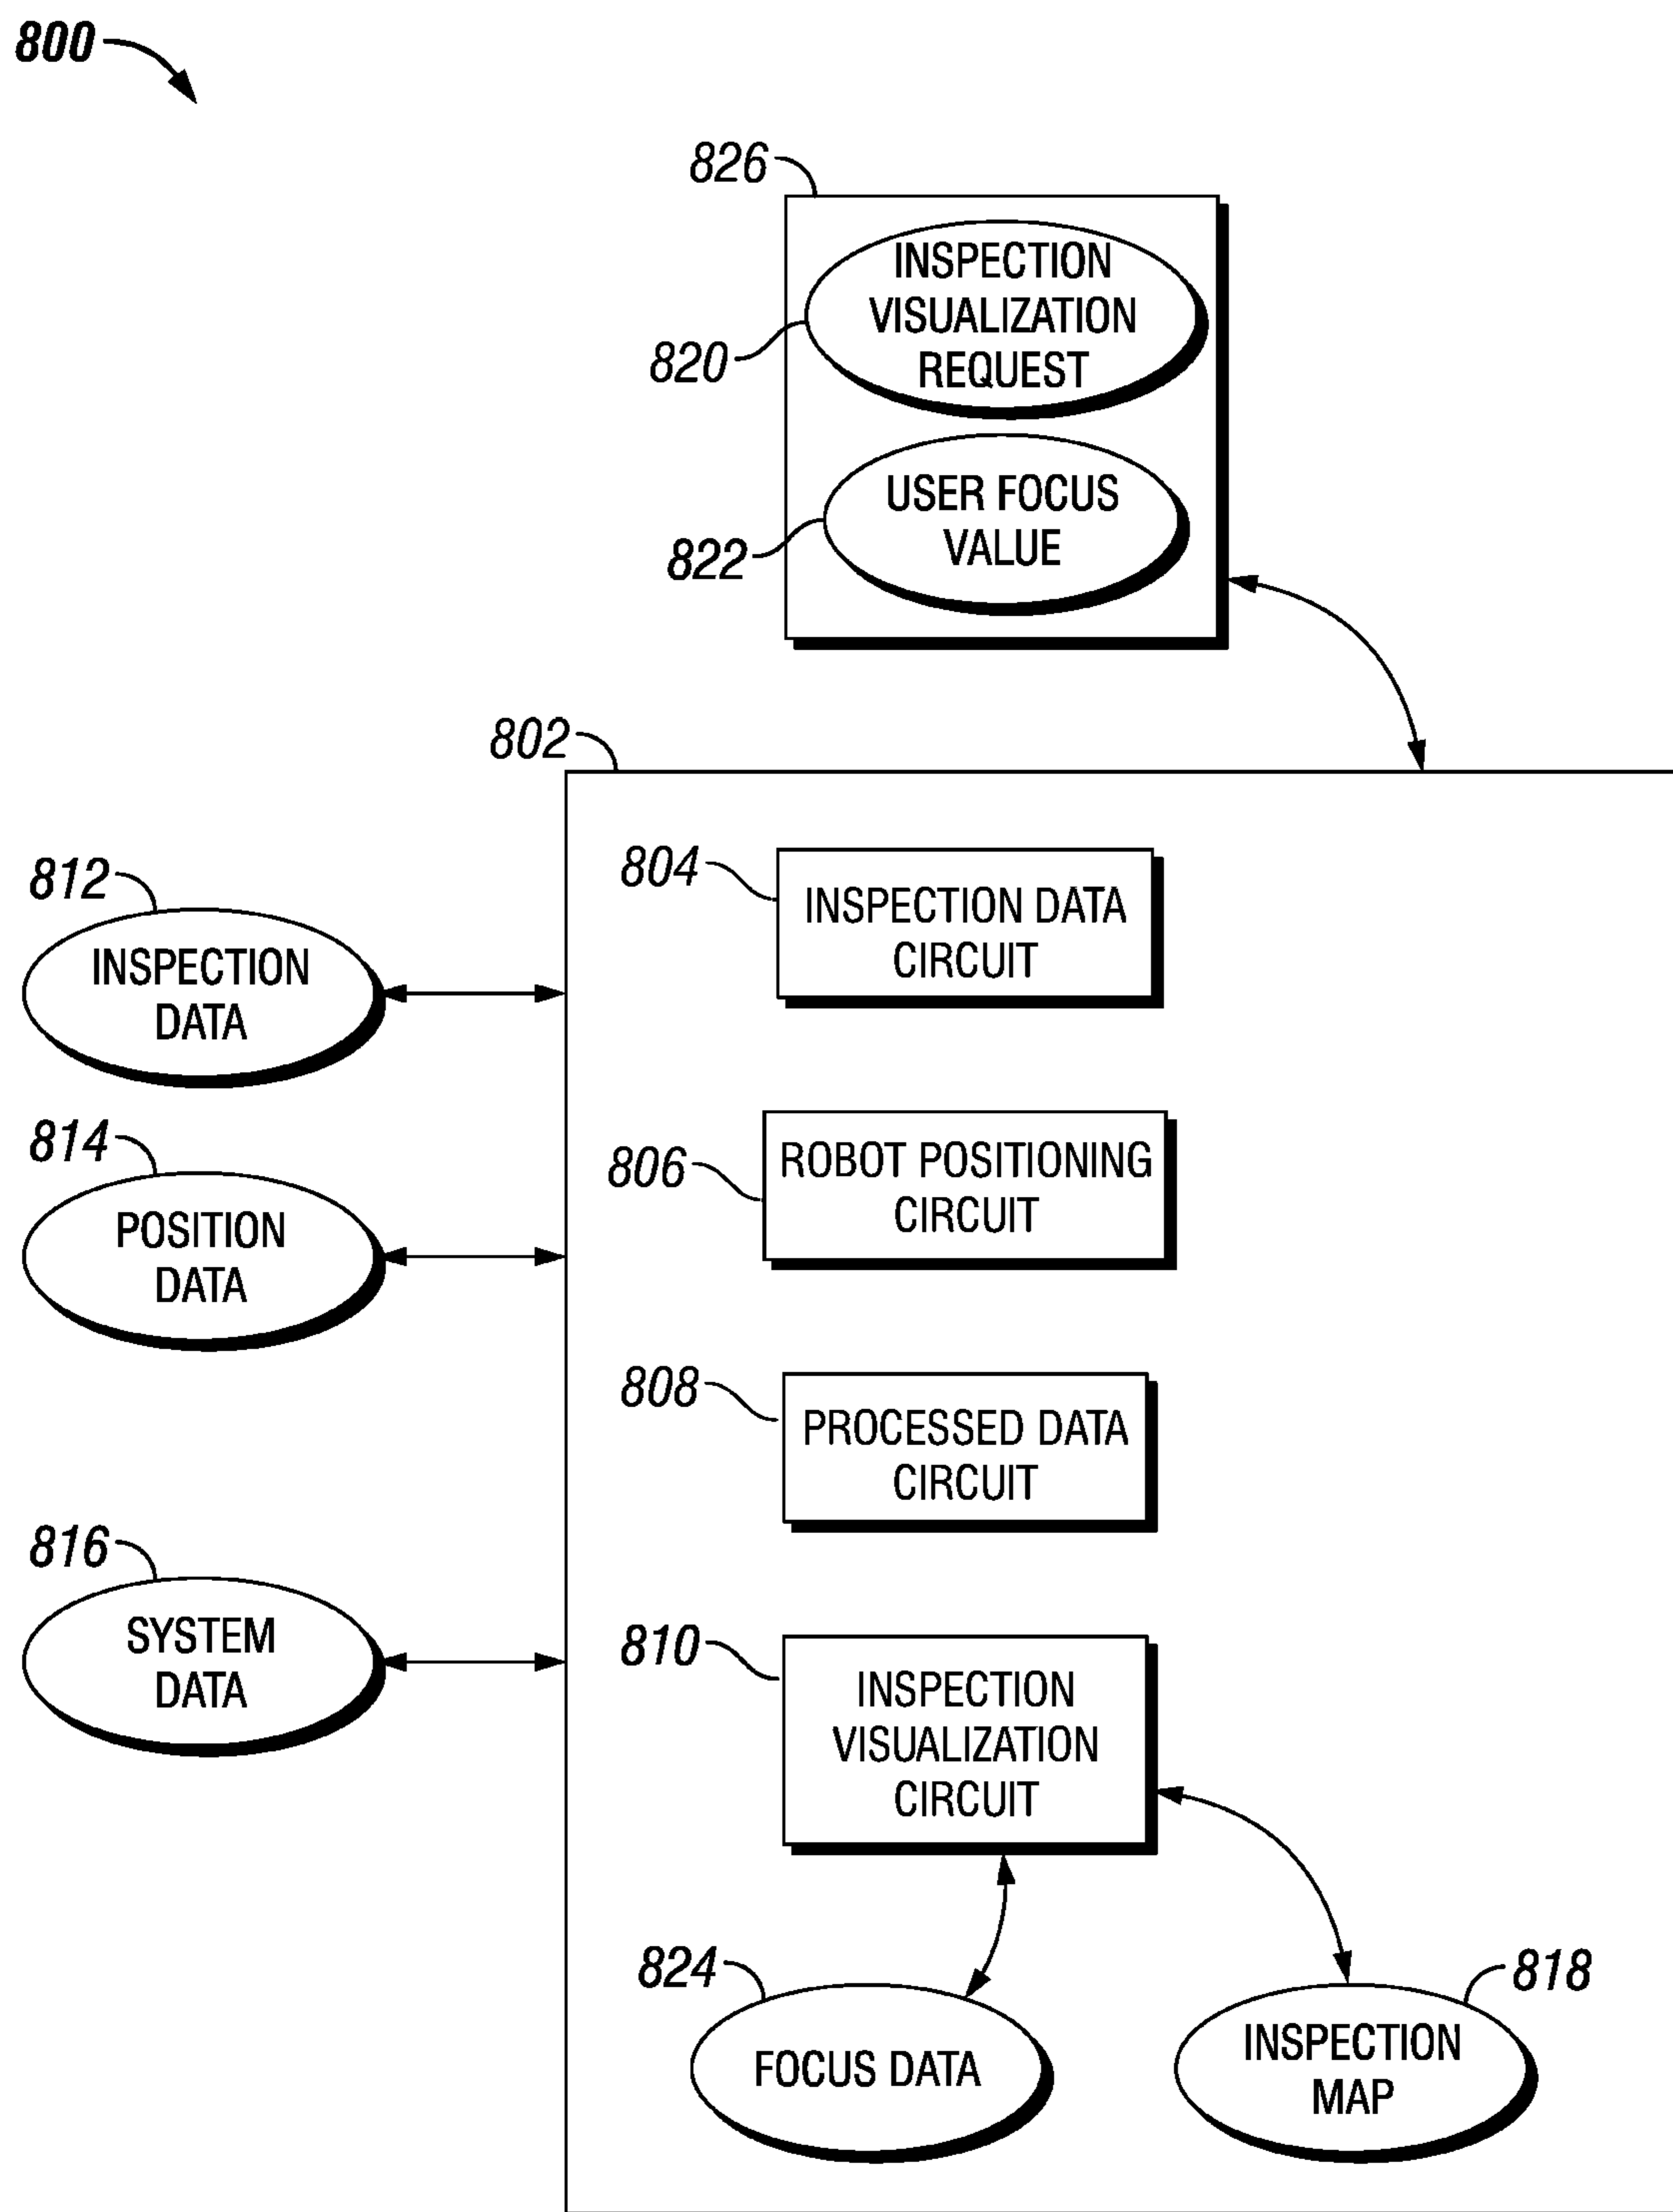 800
826
INSPECTION
VISUALIZATION
REQUEST
820
USER FOCUS
VALUE
822
802
804
INSPECTION DATA
CIRCUIT
812
INSPECTION
DATA
814
POSITION
DATA
806
ROBOT POSITIONING
CIRCUIT
808
PROCESSED DATA
CIRCUIT
816
SYSTEM
DATA
810
INSPECTION
VISUALIZATION
CIRCUIT
824
FOCUS DATA
818
INSPECTION
MAP